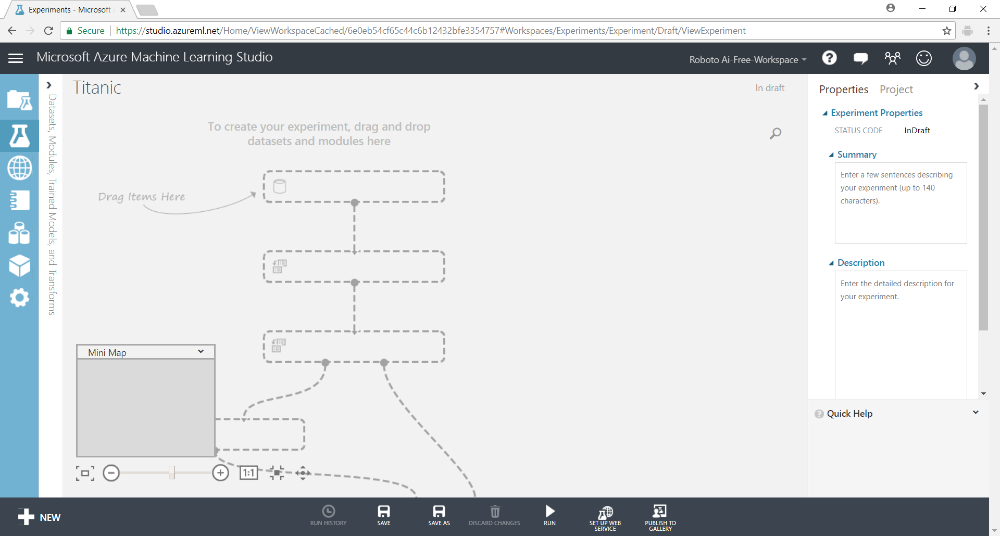 Experiments - Microsoft
Secure
https://studio.azureml.net/Home/ViewWorkspaceCached/6e0eb54cf65c44c6b12432bfe3354757#Workspaces/Experiments/Experiment/Draft/ViewExperiment
Microsoft Azure Machine Learning Studio
Roboto Ai-Free-Workspace
Datasets, Modules, Trained Models, and Transforms
Titanic
In draft
To create your experiment, drag and drop
datasets and modules here
Drag Items Here
Mini Map
1:1
Properties
Project
Experiment Properties
STATUS CODE
InDraft
Summary
Enter a few sentences describing
your experiment (up to 140
characters).
Description
Enter the detailed description for
your experiment.
Quick Help
NEW
RUN HISTORY
SAVE
SAVE AS
DISCARD CHANGES
RUN
SET UP WEB
SERVICE
PUBLISH TO
GALLERY